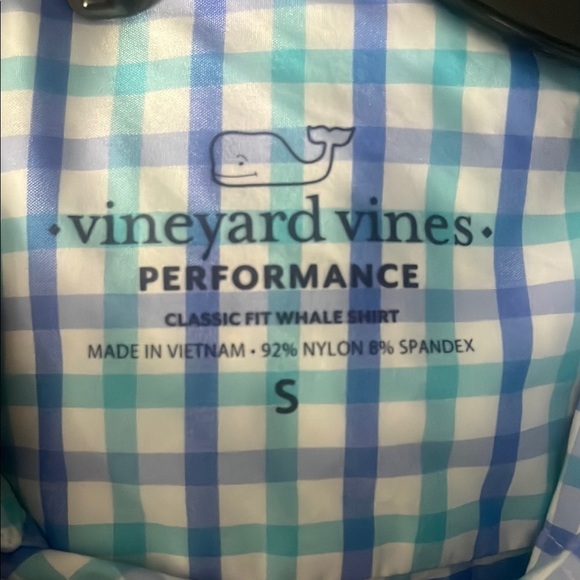 · vineyard vines ·
PERFORMANCE
CLASSIC FIT WHALE SHIRT
MADE IN VIETNAM · 92% NYLON 8% SPANDEX
S